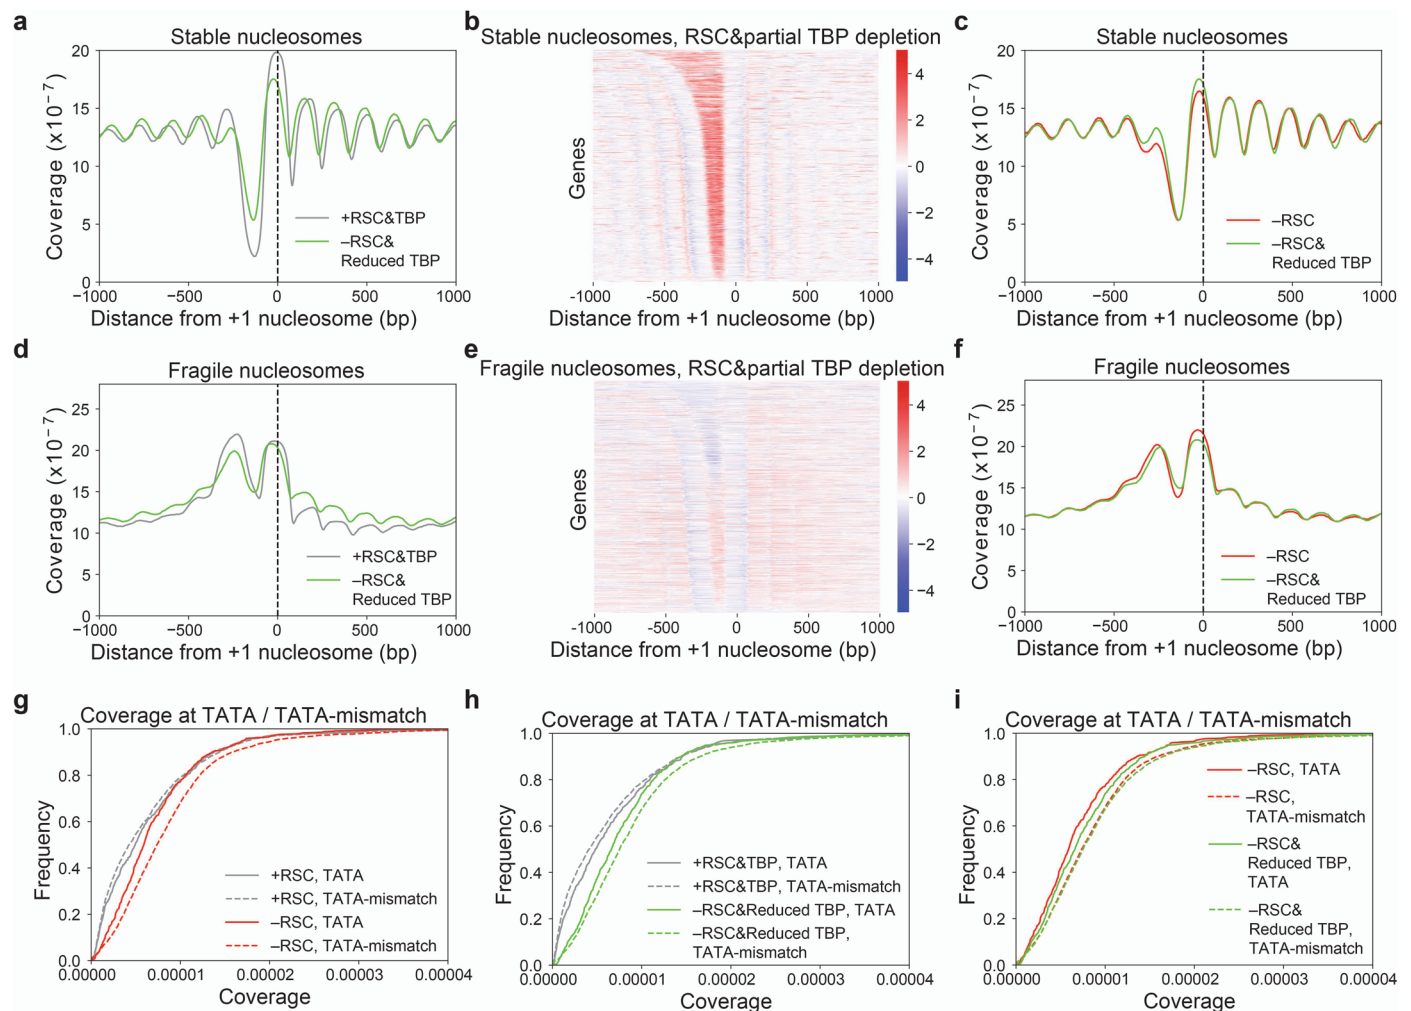 a
Stable nucleosomes
Coverage (x10⁻⁷)
20
15
10
5
0
+RSC&TBP
–RSC&
Reduced TBP
−1000
−500
0
500
1000
Distance from +1 nucleosome (bp)
b
Stable nucleosomes, RSC&partial TBP depletion
Genes
4
2
0
−2
−4
-1000
-500
0
500
1000
Distance from +1 nucleosome (bp)
c
Stable nucleosomes
Coverage (x10⁻⁷)
20
15
10
5
0
–RSC
–RSC&
Reduced TBP
−1000
−500
0
500
1000
Distance from +1 nucleosome (bp)
d
Fragile nucleosomes
Coverage (x10⁻⁷)
25
20
15
10
5
0
+RSC&TBP
–RSC&
Reduced TBP
−1000
−500
0
500
1000
Distance from +1 nucleosome (bp)
e
Fragile nucleosomes, RSC&partial TBP depletion
Genes
4
2
0
−2
−4
-1000
-500
0
500
1000
Distance from +1 nucleosome (bp)
f
Fragile nucleosomes
Coverage (x10⁻⁷)
25
20
15
10
5
0
–RSC
–RSC&
Reduced TBP
−1000
−500
0
500
1000
Distance from +1 nucleosome (bp)
g
Coverage at TATA / TATA-mismatch
Frequency
1.0
0.8
0.6
0.4
0.2
0.0
+RSC, TATA
+RSC, TATA-mismatch
–RSC, TATA
–RSC, TATA-mismatch
0.00000
0.00001
0.00002
0.00003
0.00004
Coverage
h
Coverage at TATA / TATA-mismatch
Frequency
1.0
0.8
0.6
0.4
0.2
0.0
+RSC&TBP, TATA
+RSC&TBP, TATA-mismatch
–RSC&Reduced TBP, TATA
–RSC&Reduced TBP,
TATA-mismatch
0.00000
0.00001
0.00002
0.00003
0.00004
Coverage
i
Coverage at TATA / TATA-mismatch
Frequency
1.0
0.8
0.6
0.4
0.2
0.0
–RSC, TATA
–RSC,
TATA-mismatch
–RSC&
Reduced TBP,
TATA
–RSC&
Reduced TBP,
TATA-mismatch
0.00000
0.00001
0.00002
0.00003
0.00004
Coverage